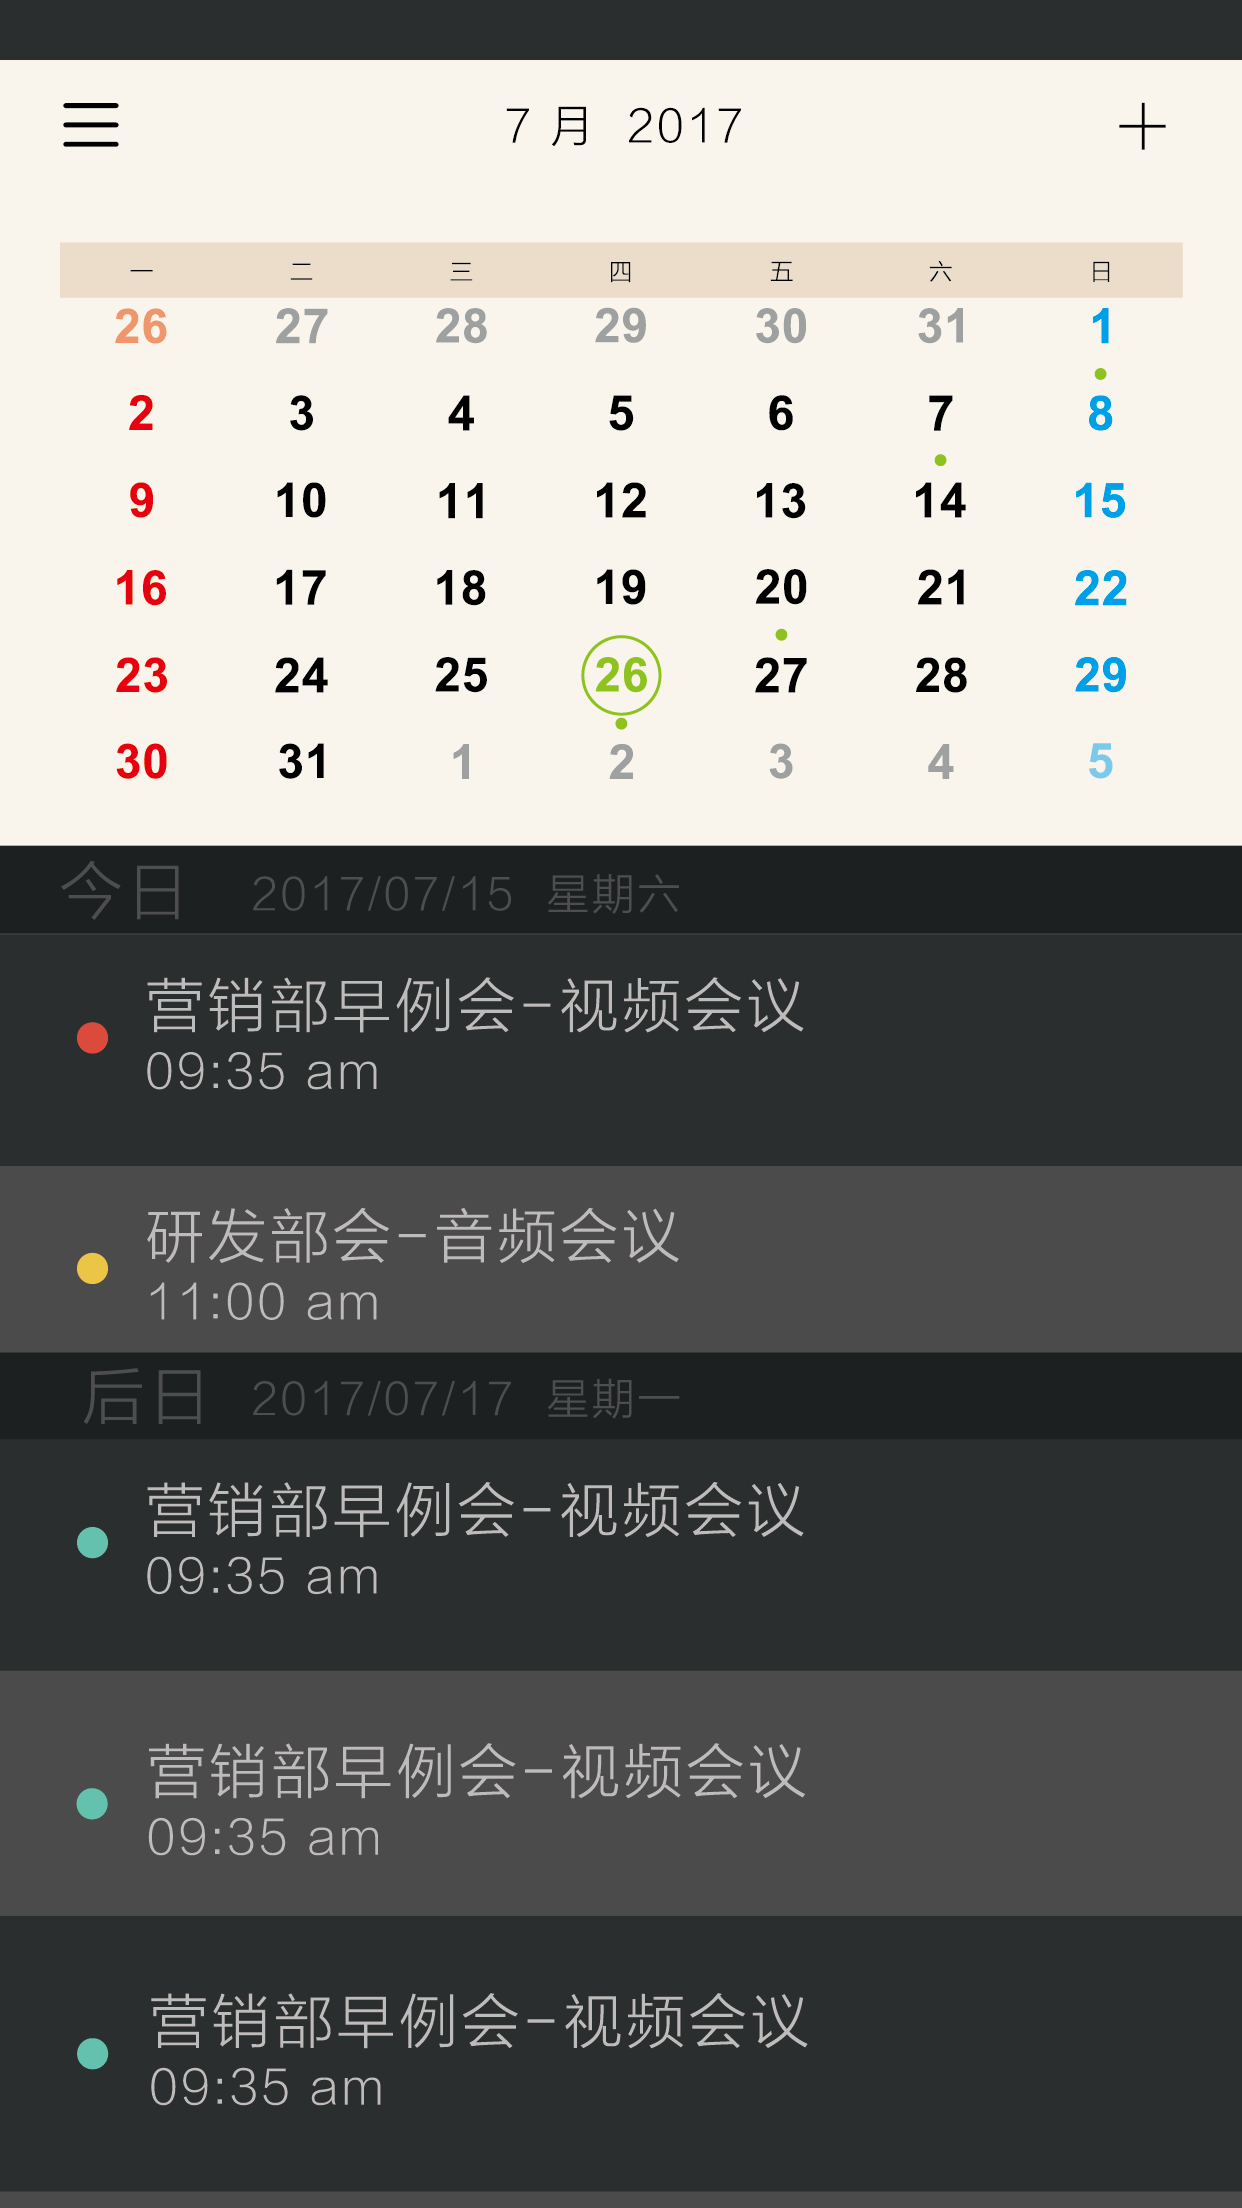 7 月 2017
一 二 三 四 五 六 日
26 27 28 29 30 31 1
2 3 4 5 6 7 8
9 10 11 12 13 14 15
16 17 18 19 20 21 22
23 24 25 26 27 28 29
30 31 1 2 3 4 5
今日 2017/07/15 星期六
营销部早例会-视频会议
09:35 am
研发部会-音频会议
11:00 am
后日 2017/07/17 星期一
营销部早例会-视频会议
09:35 am
营销部早例会-视频会议
09:35 am
营销部早例会-视频会议
09:35 am